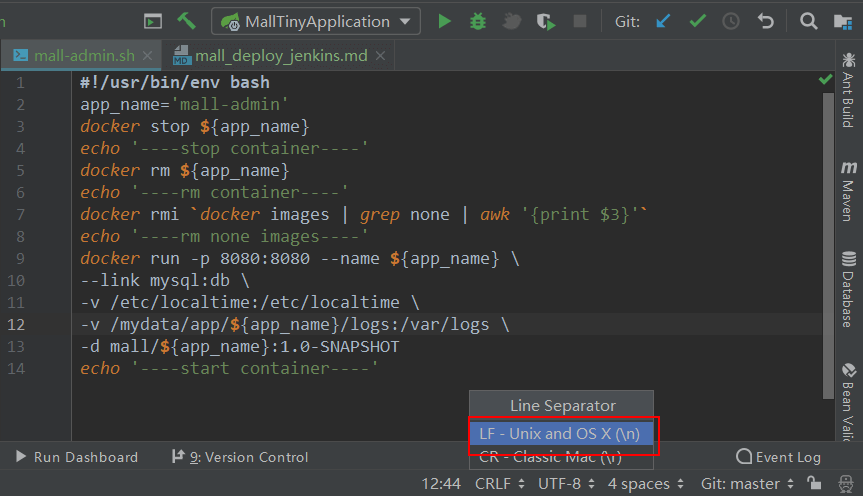 MallTinyApplication
Git:
mall-admin.sh
MD
mall_deploy_jenkins.md
1 #!/usr/bin/env bash
2 app_name='mall-admin'
3 docker stop ${app_name}
4 echo '----stop container----'
5 docker rm ${app_name}
6 echo '----rm container----'
7 docker rmi `docker images | grep none | awk '{print $3}'`
8 echo '----rm none images----'
9 docker run -p 8080:8080 --name ${app_name} \
10 --link mysql:db \
11 -v /etc/localtime:/etc/localtime \
12 -v /mydata/app/${app_name}/logs:/var/logs \
13 -d mall/${app_name}:1.0-SNAPSHOT
14 echo '----start container----'
Ant Build
m Maven
Database
Bean Valid
Line Separator
LF - Unix and OS X (\n)
CR - Classic Mac (\r)
Run Dashboard
9: Version Control
Event Log
12:44 CRLF UTF-8 4 spaces Git: master